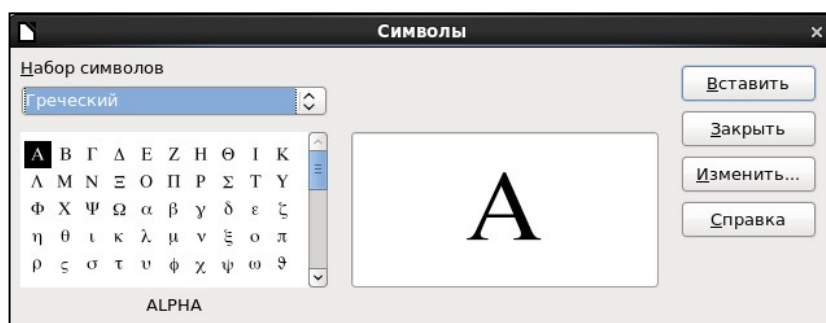 Символы
Набор символов
Греческий
Вставить
Закрыть
Изменить...
Справка
Α Β Γ Δ Ε Ζ Η Θ Ι Κ
Λ Μ Ν Ξ Ο Π Ρ Σ Τ Υ
Φ Χ Ψ Ω α β γ δ ε ζ
η θ ι κ λ μ ν ξ ο π
ρ ς σ τ υ ϕ χ ψ ω ϑ
Α
ALPHA